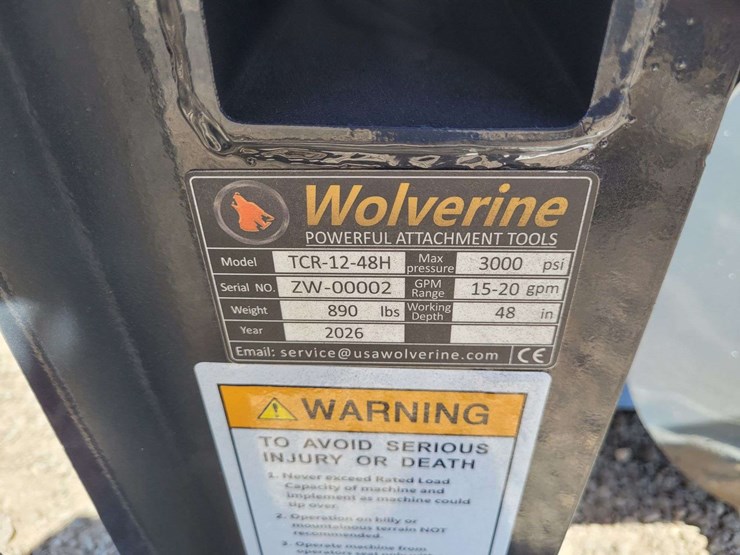 Wolverine
POWERFUL ATTACHMENT TOOLS
Model TCR-12-48H Max pressure 3000 psi
Serial NO. ZW-00002 GPM Range 15-20 gpm
Weight 890 lbs Working Depth 48 in
Year 2026
Email: service@usawolverine.com CE
WARNING
TO AVOID SERIOUS
INJURY OR DEATH
1. Never exceed Rated Load
Capacity of machine and
implement as machine could
tip over.
2. Operation on hilly or
mountainous terrain NOT
recommended.
3. Operate machine from